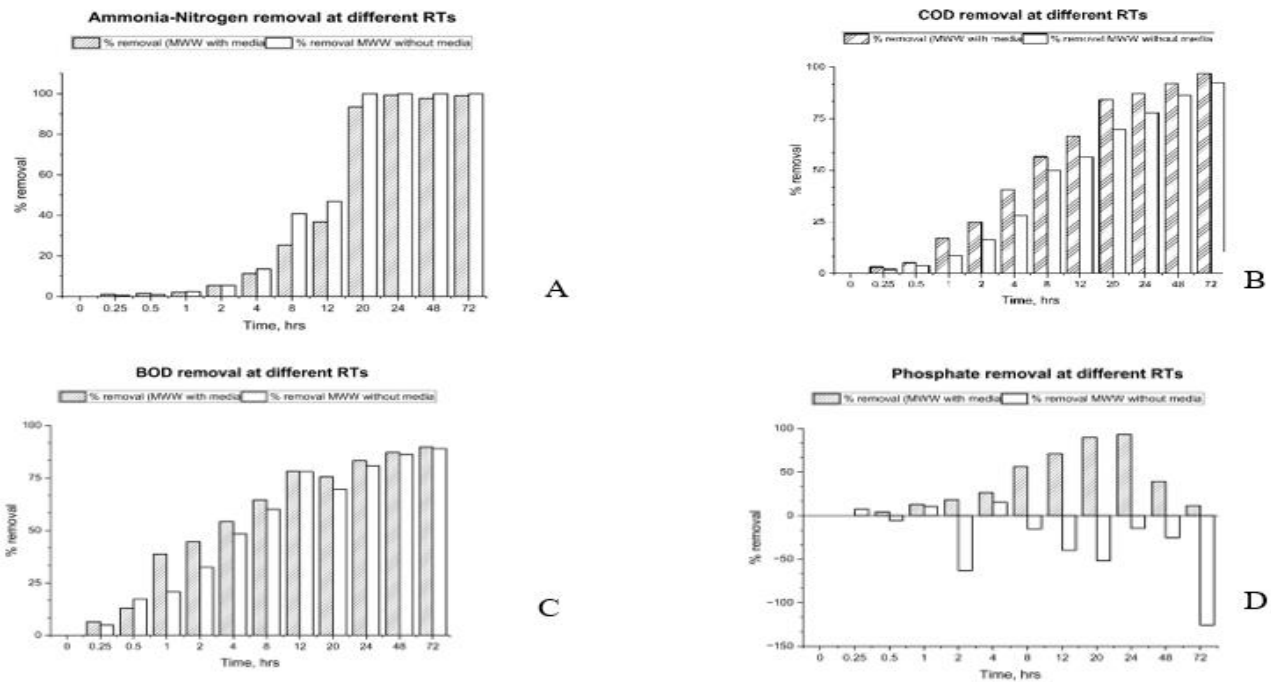 Ammonia-Nitrogen removal at different RTs
% removal (MWW with media % removal MWW without media
100
80
60
40
20
0
% removal
0 0.25 0.5 1 2 4 8 12 20 24 48 72
Time, hrs
A
COD removal at different RTs
% removal (MWW with media % removal MWW without media
100
75
50
25
0
% removal
0 0.25 0.5 1 2 4 8 12 20 24 48 72
Time, hrs
B
BOD removal at different RTs
% removal (MWW with media % removal MWW without media
100
75
50
25
0
% removal
0 0.25 0.5 1 2 4 8 12 20 24 48 72
Time, hrs
C
Phosphate removal at different RTs
% removal (MWW with media % removal MWW without media
100
50
0
−50
−100
−150
% removal
0 0.25 0.5 1 2 4 8 12 20 24 48 72
Time, hrs
D